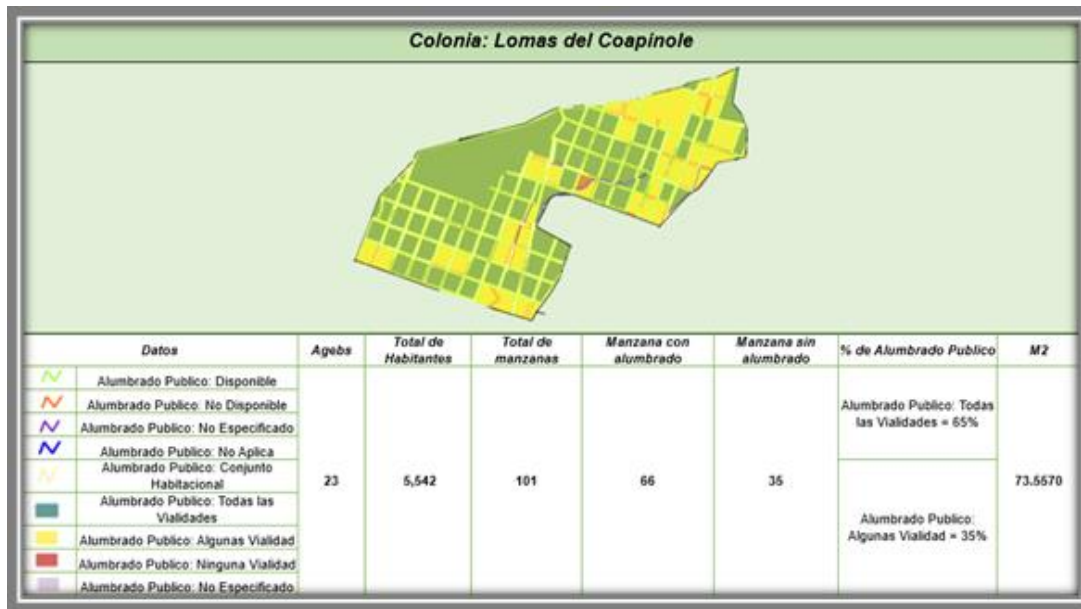 Colonia: Lomas del Coapinole
Datos
Agebs
Total de
Habitantes
Total de
manzanas
Manzana con
alumbrado
Manzana sin
alumbrado
% de Alumbrado Publico
M2
Alumbrado Publico: Disponible
Alumbrado Publico: No Disponible
Alumbrado Publico: No Especificado
Alumbrado Publico: No Aplica
Alumbrado Publico: Conjunto
Habitacional
Alumbrado Publico: Todas las
Vialidades
Alumbrado Publico: Algunas Vialidad
Alumbrado Publico: Ninguna Vialidad
Alumbrado Publico: No Especificado
23
5,542
101
66
35
Alumbrado Publico: Todas
las Vialidades = 65%
Alumbrado Publico:
Algunas Vialidad = 35%
73.5570